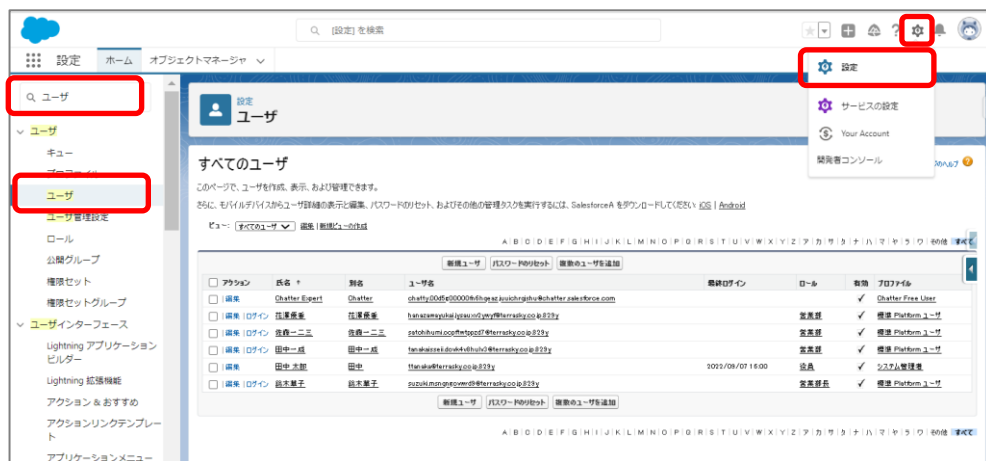 [設定] を検索
設定 ホーム オブジェクトマネージャ
設定
サービスの設定
Your Account
開発者コンソール
ユーザ
ユーザ
キュー
プロファイル
ユーザ
ユーザ管理設定
ロール
公開グループ
権限セット
権限セットグループ
ユーザインターフェース
Lightning アプリケーション
ビルダー
Lightning 拡張機能
アクション & おすすめ
アクションリンクテンプレー
ト
アプリケーションメニュー
設定
ユーザ
すべてのユーザ
このページで、ユーザを作成、表示、および管理できます。
さらに、モバイルデバイスからユーザ詳細の表示と編集、パスワードのリセット、およびその他の管理タスクを実行するには、SalesforceA をダウンロードしてください: iOS | Android
ビュー: すべてのユーザ 編集 | 新規ビューの作成
A | B | C | D | E | F | G | H | I | J | K | L | M | N | O | P | Q | R | S | T | U | V | W | X | Y | Z | ア | カ | サ | タ | ナ | ハ | マ | ヤ | ラ | ワ | その他 すべて
新規ユーザ パスワードのリセット 複数のユーザを追加
アクション 氏名 別名 ユーザ名 最終ログイン ロール 有効 プロファイル
編集 Chatter Expert Chatter Chatter Free User
編集 | ログイン 花澤優香 花澤優香 営業部 標準 Platform ユーザ
編集 | ログイン 佐藤一二三 佐藤一二三 営業部 標準 Platform ユーザ
編集 | ログイン 田中一成 田中一成 営業部 標準 Platform ユーザ
編集 田中 太郎 田中 ttanaka@terrasky.co.jp.829y 2022/09/07 15:00 役員 システム管理者
編集 | ログイン 鈴木華子 鈴木華子 営業部長 標準 Platform ユーザ
新規ユーザ パスワードのリセット 複数のユーザを追加
A | B | C | D | E | F | G | H | I | J | K | L | M | N | O | P | Q | R | S | T | U | V | W | X | Y | Z | ア | カ | サ | タ | ナ | ハ | マ | ヤ | ラ | ワ | その他 すべて